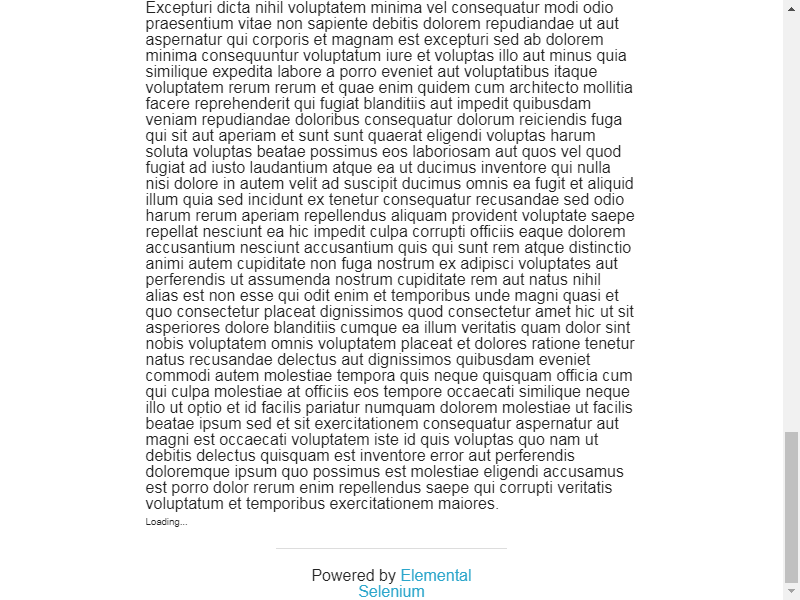 Excepturi dicta nihil voluptatem minima vel consequatur modi odio
praesentium vitae non sapiente debitis dolorem repudiandae ut aut
aspernatur qui corporis et magnam est excepturi sed ab dolorem
minima consequuntur voluptatum iure et voluptas illo aut minus quia
similique expedita labore a porro eveniet aut voluptatibus itaque
voluptatem rerum rerum et quae enim quidem cum architecto mollitia
facere reprehenderit qui fugiat blanditiis aut impedit quibusdam
veniam repudiandae doloribus consequatur dolorum reiciendis fuga
qui sit aut aperiam et sunt sunt quaerat eligendi voluptas harum
soluta voluptas beatae possimus eos laboriosam aut quos vel quod
fugiat ad iusto laudantium atque ea ut ducimus inventore qui nulla
nisi dolore in autem velit ad suscipit ducimus omnis ea fugit et aliquid
illum quia sed incidunt ex tenetur consequatur recusandae sed odio
harum rerum aperiam repellendus aliquam provident voluptate saepe
repellat nesciunt ea hic impedit culpa corrupti officiis eaque dolorem
accusantium nesciunt accusantium quis qui sunt rem atque distinctio
animi autem cupiditate non fuga nostrum ex adipisci voluptates aut
perferendis ut assumenda nostrum cupiditate rem aut natus nihil
alias est non esse qui odit enim et temporibus unde magni quasi et
quo consectetur placeat dignissimos quod consectetur amet hic ut sit
asperiores dolore blanditiis cumque ea illum veritatis quam dolor sint
nobis voluptatem omnis voluptatem placeat et dolores ratione tenetur
natus recusandae delectus aut dignissimos quibusdam eveniet
commodi autem molestiae tempora quis neque quisquam officia cum
qui culpa molestiae at officiis eos tempore occaecati similique neque
illo ut optio et id facilis pariatur numquam dolorem molestiae ut facilis
beatae ipsum sed et sit exercitationem consequatur aspernatur aut
magni est occaecati voluptatem iste id quis voluptas quo nam ut
debitis delectus quisquam est inventore error aut perferendis
doloremque ipsum quo possimus est molestiae eligendi accusamus
est porro dolor rerum enim repellendus saepe qui corrupti veritatis
voluptatum et temporibus exercitationem maiores.
Loading...
Powered by Elemental
Selenium